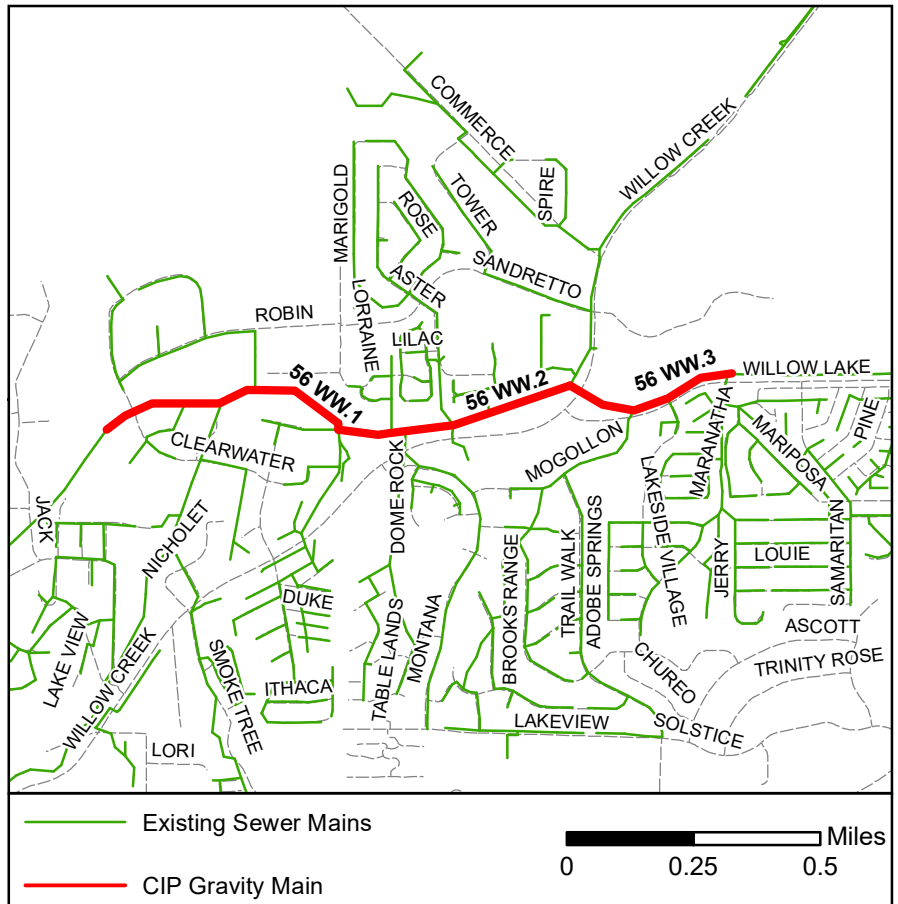 COMMERCE
WILLOW CREEK
SPIRE
TOWER
ROSE
MARIGOLD
SANDRETTO
ASTER
LORRAINE
ROBIN
LILAC
56 WW.1
56 WW.2
56 WW.3
WILLOW LAKE
MARANATHA
PINE
MARIPOSA
CLEARWATER
MOGOLLON
DOME ROCK
LAKESIDE VILLAGE
JACK
NICHOLET
BROOKS RANGE
TRAIL WALK
ADOBE SPRINGS
JERRY
LOUIE
SAMARITAN
DUKE
ASCOTT
LAKE VIEW
WILLOW CREEK
SMOKE TREE
TABLE LANDS
MONTANA
CHUREO
TRINITY ROSE
ITHACA
LAKEVIEW
SOLSTICE
LORI
Existing Sewer Mains
CIP Gravity Main
Miles
0 0.25 0.5